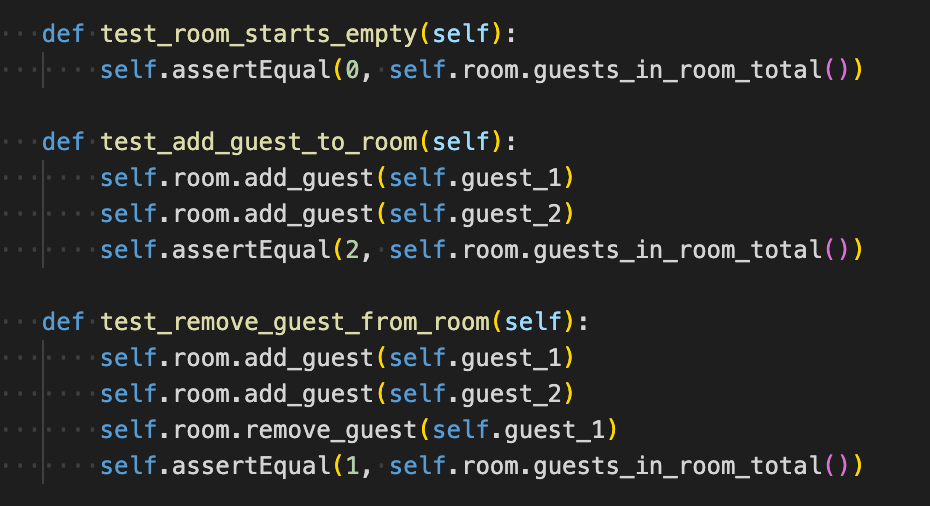 def test_room_starts_empty(self):
self.assertEqual(0, self.room.guests_in_room_total())
def test_add_guest_to_room(self):
self.room.add_guest(self.guest_1)
self.room.add_guest(self.guest_2)
self.assertEqual(2, self.room.guests_in_room_total())
def test_remove_guest_from_room(self):
self.room.add_guest(self.guest_1)
self.room.add_guest(self.guest_2)
self.room.remove_guest(self.guest_1)
self.assertEqual(1, self.room.guests_in_room_total())